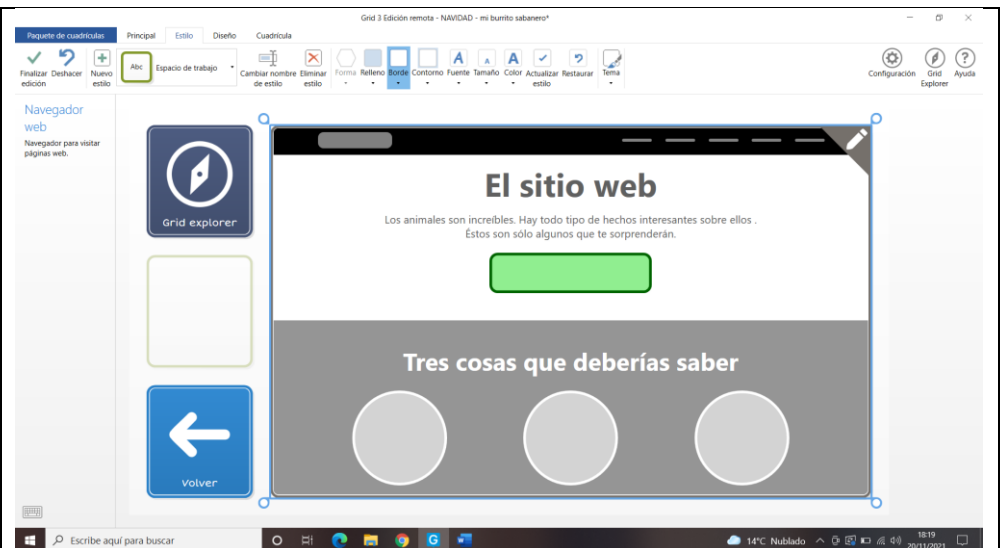 Grid 3 Edición remota - NAVIDAD - mi burrito sabanero*
Paquete de cuadrículas Principal Estilo Diseño Cuadrícula
Finalizar edición
Deshacer
Nuevo estilo
Abc
Espacio de trabajo
Cambiar nombre de estilo
Eliminar estilo
Forma
Relleno
Borde
Contorno
Fuente
Tamaño
Color
Actualizar estilo
Restaurar
Tema
Configuración
Grid Explorer
Ayuda
Navegador
web
Navegador para visitar
páginas web.
Grid explorer
Volver
El sitio web
Los animales son increíbles. Hay todo tipo de hechos interesantes sobre ellos .
Éstos son sólo algunos que te sorprenderán.
Tres cosas que deberías saber
Escribe aquí para buscar
14°C Nublado
18:19
20/11/2021